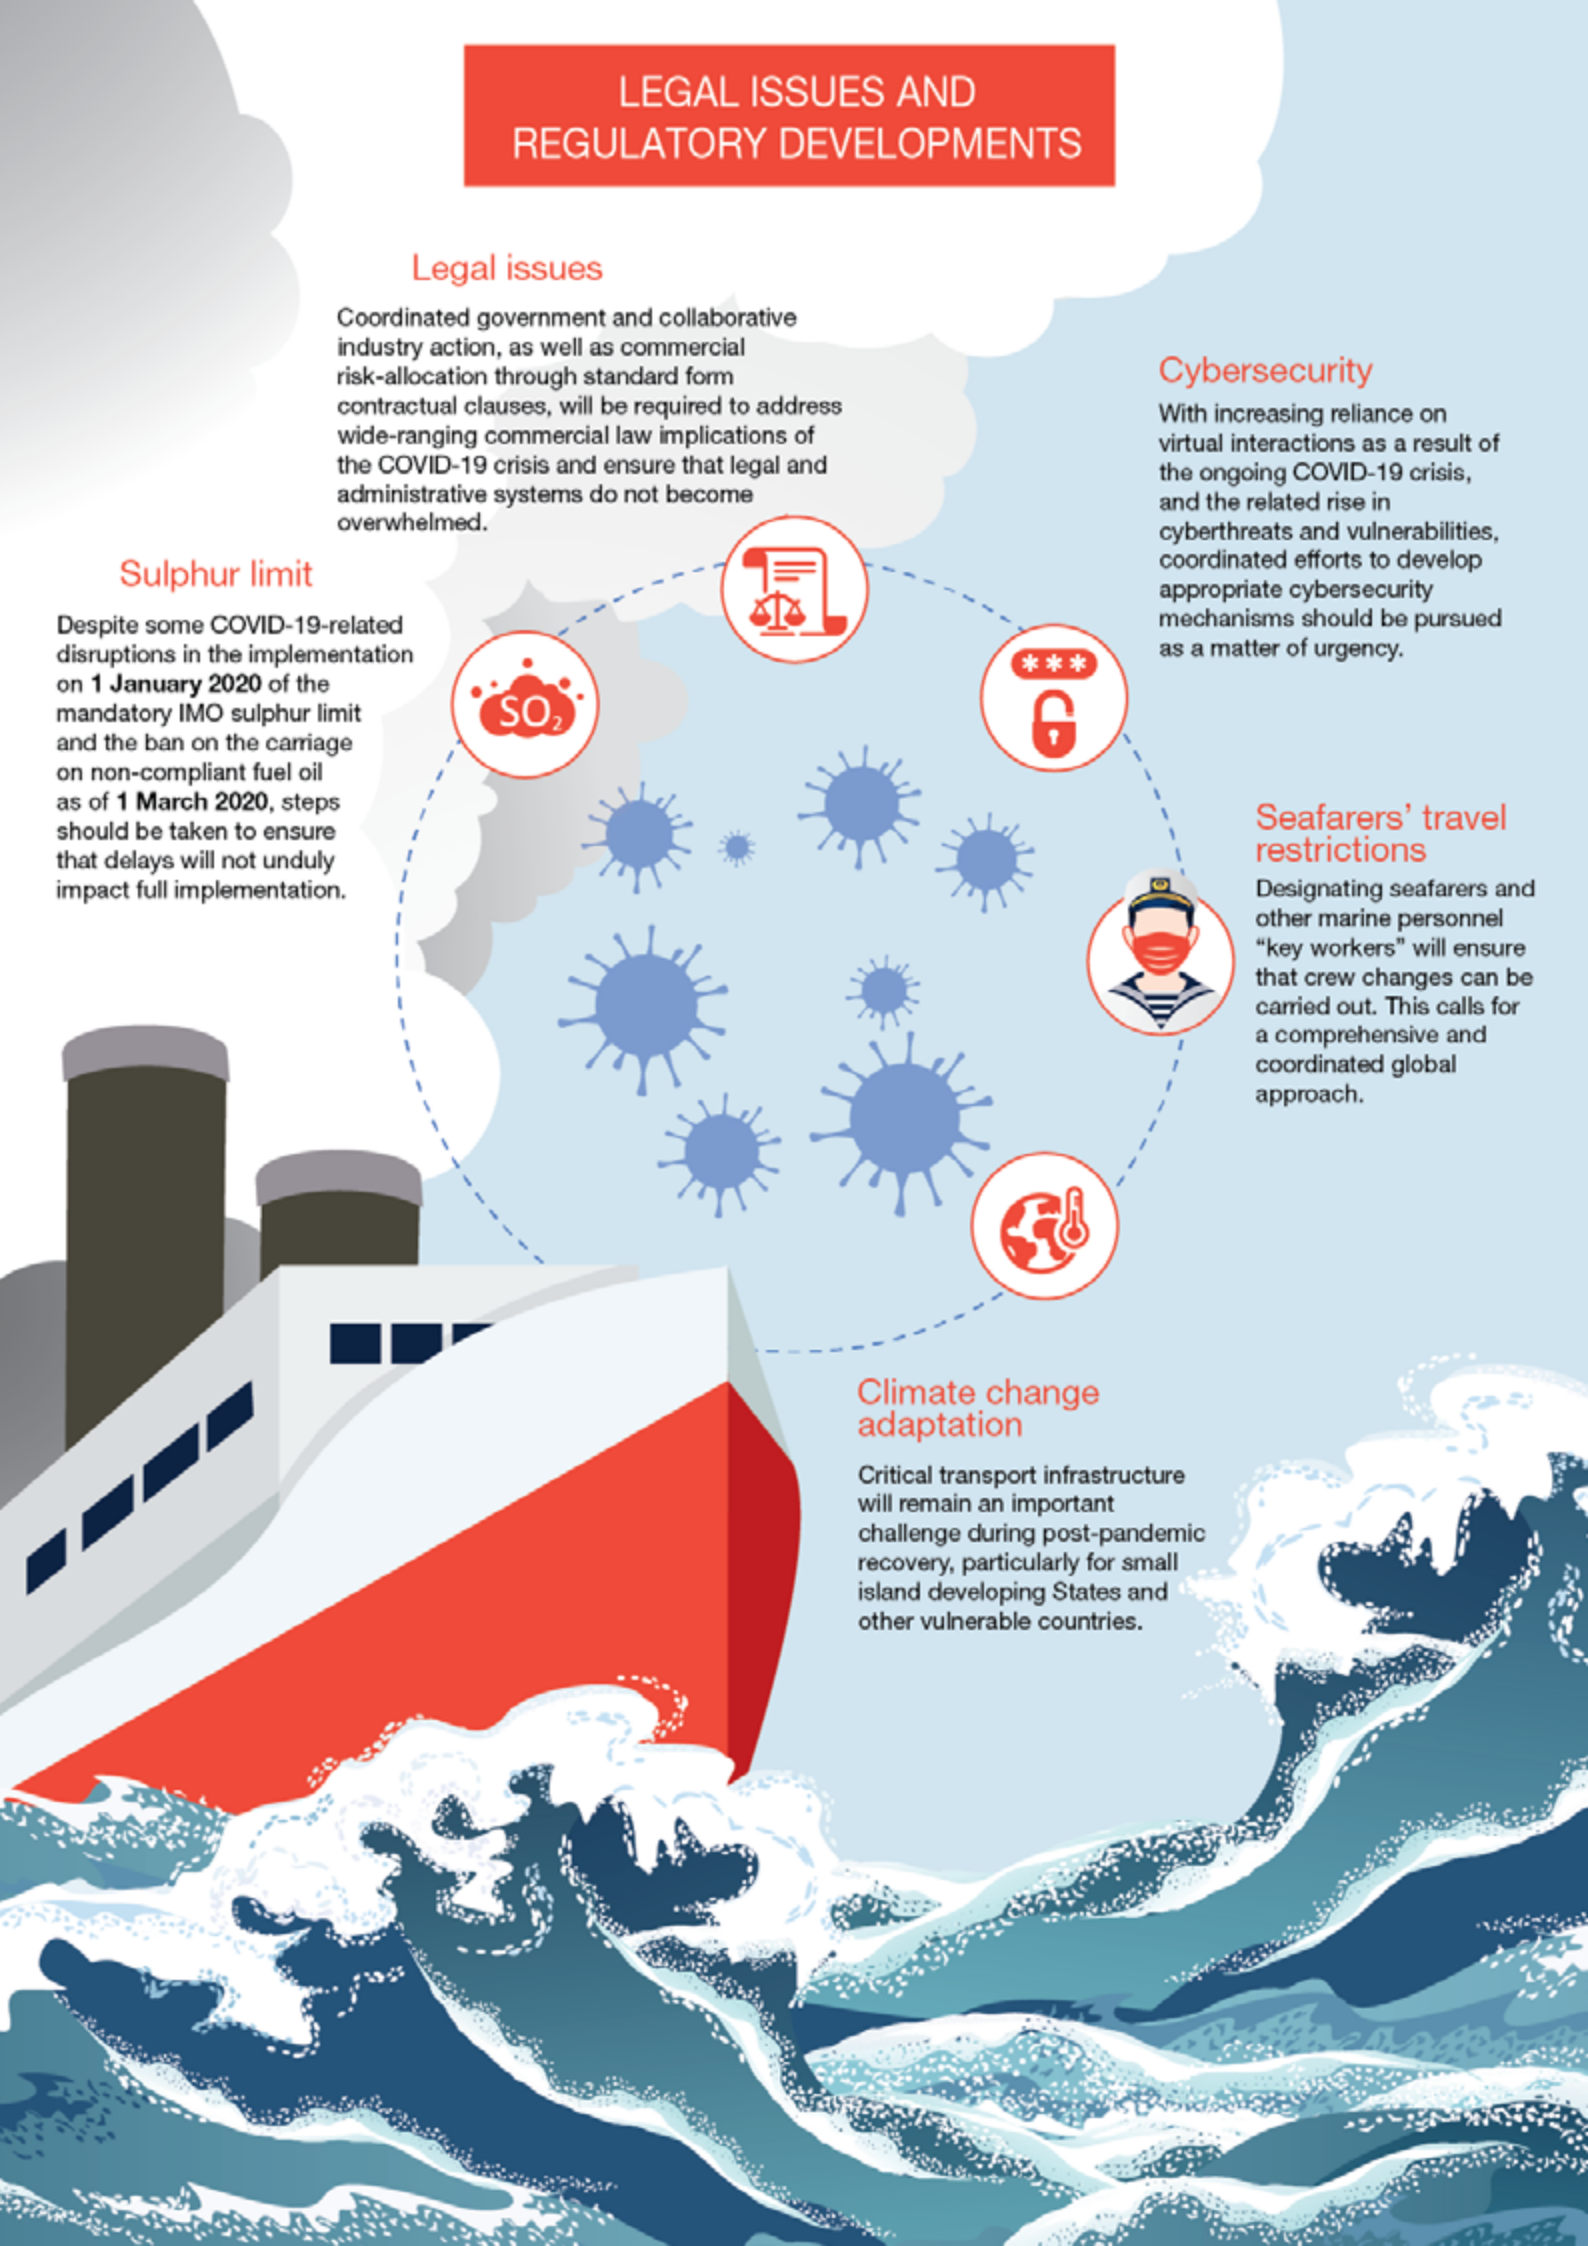 LEGAL ISSUES AND
REGULATORY DEVELOPMENTS
Legal issues
Coordinated government and collaborative
industry action, as well as commercial
risk-allocation through standard form
contractual clauses, will be required to address
wide-ranging commercial law implications of
the COVID-19 crisis and ensure that legal and
administrative systems do not become
overwhelmed.
Cybersecurity
With increasing reliance on
virtual interactions as a result of
the ongoing COVID-19 crisis,
and the related rise in
cyberthreats and vulnerabilities,
coordinated efforts to develop
appropriate cybersecurity
mechanisms should be pursued
as a matter of urgency.
Sulphur limit
Despite some COVID-19-related
disruptions in the implementation
on 1 January 2020 of the
mandatory IMO sulphur limit
and the ban on the carriage
on non-compliant fuel oil
as of 1 March 2020, steps
should be taken to ensure
that delays will not unduly
impact full implementation.
SO₂
***
Seafarers' travel
restrictions
Designating seafarers and
other marine personnel
“key workers” will ensure
that crew changes can be
carried out. This calls for
a comprehensive and
coordinated global
approach.
Climate change
adaptation
Critical transport infrastructure
will remain an important
challenge during post-pandemic
recovery, particularly for small
island developing States and
other vulnerable countries.